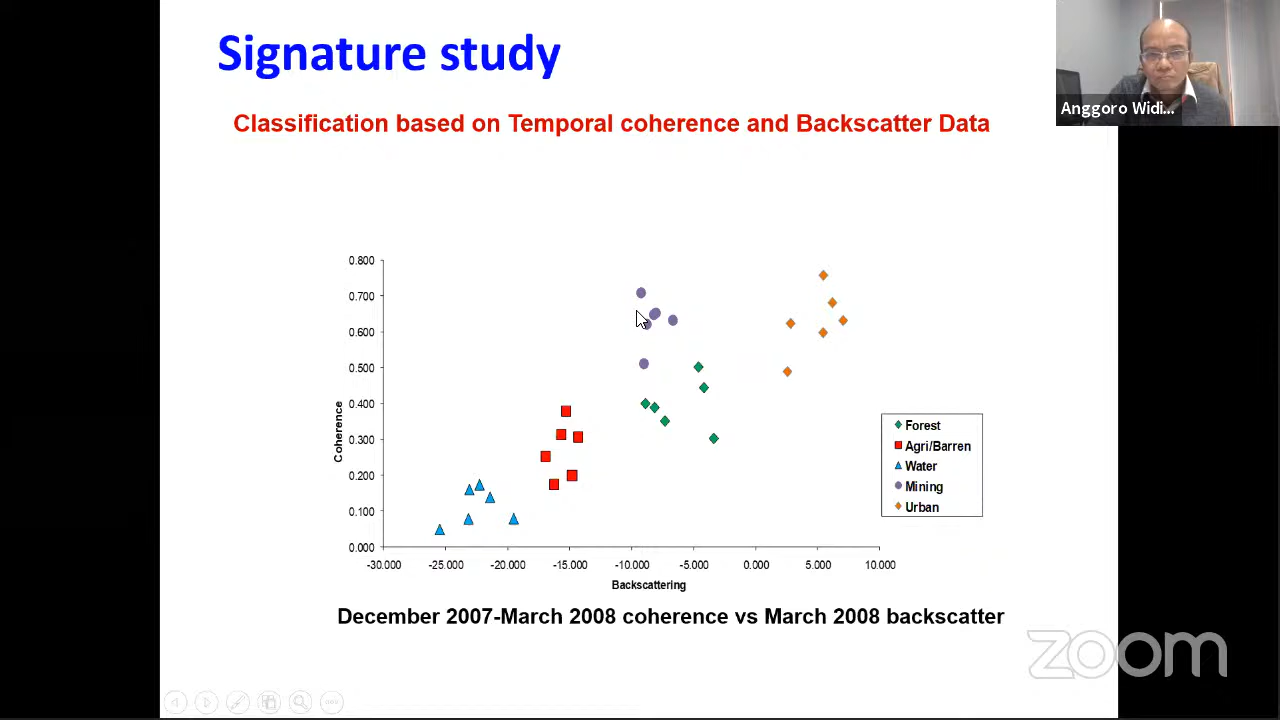 Signature study
Anggoro Widi...
Classification based on Temporal coherence and Backscatter Data
0.800
0.700
0.600
0.500
0.400
0.300
0.200
0.100
0.000
Coherence
-30.000 -25.000 -20.000 -15.000 -10.000 -5.000 0.000 5.000 10.000
Backscattering
Forest
Agri/Barren
Water
Mining
Urban
December 2007-March 2008 coherence vs March 2008 backscatter
zoom